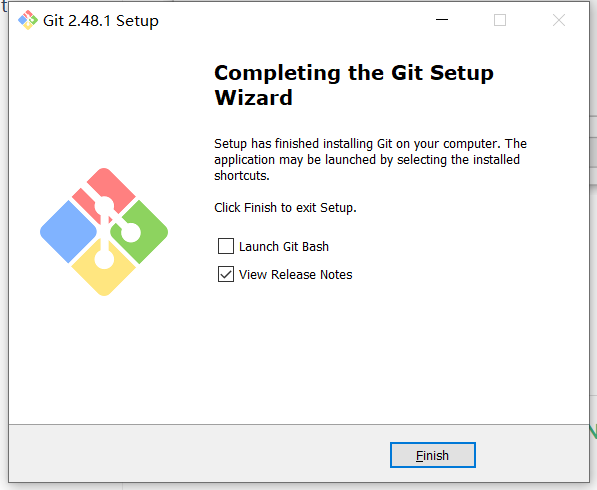 Git 2.48.1 Setup
Completing the Git Setup
Wizard
Setup has finished installing Git on your computer. The
application may be launched by selecting the installed
shortcuts.
Click Finish to exit Setup.
Launch Git Bash
View Release Notes
Finish